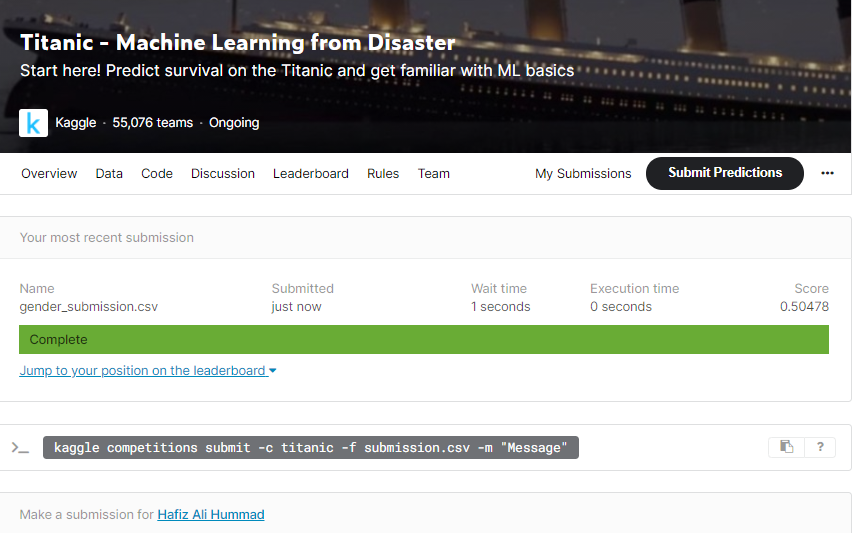 Titanic - Machine Learning from Disaster
Start here! Predict survival on the Titanic and get familiar with ML basics
k Kaggle · 55,076 teams · Ongoing
Overview Data Code Discussion Leaderboard Rules Team My Submissions Submit Predictions
Your most recent submission
Name Submitted Wait time Execution time Score
gender_submission.csv just now 1 seconds 0 seconds 0.50478
Complete
Jump to your position on the leaderboard
>_ kaggle competitions submit -c titanic -f submission.csv -m "Message" ?
Make a submission for Hafiz Ali Hummad